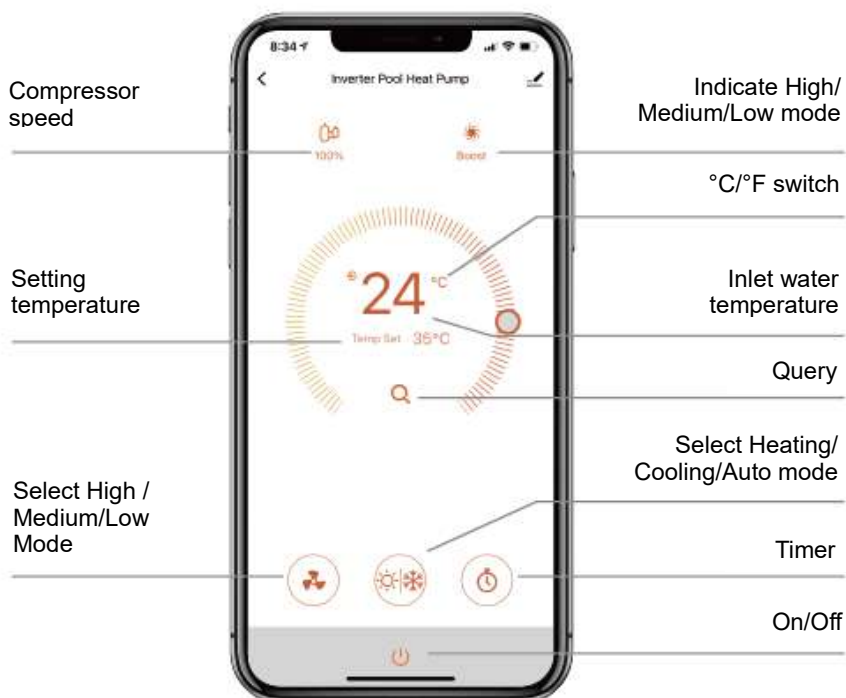 8:34
Inverter Pool Heat Pump
Compressor
speed
Indicate High/
Medium/Low mode
100%
Boost
°C/°F switch
24 °C
Setting
temperature
Inlet water
temperature
Temp Set 35°C
Query
Select Heating/
Cooling/Auto mode
Select High /
Medium/Low
Mode
Timer
On/Off